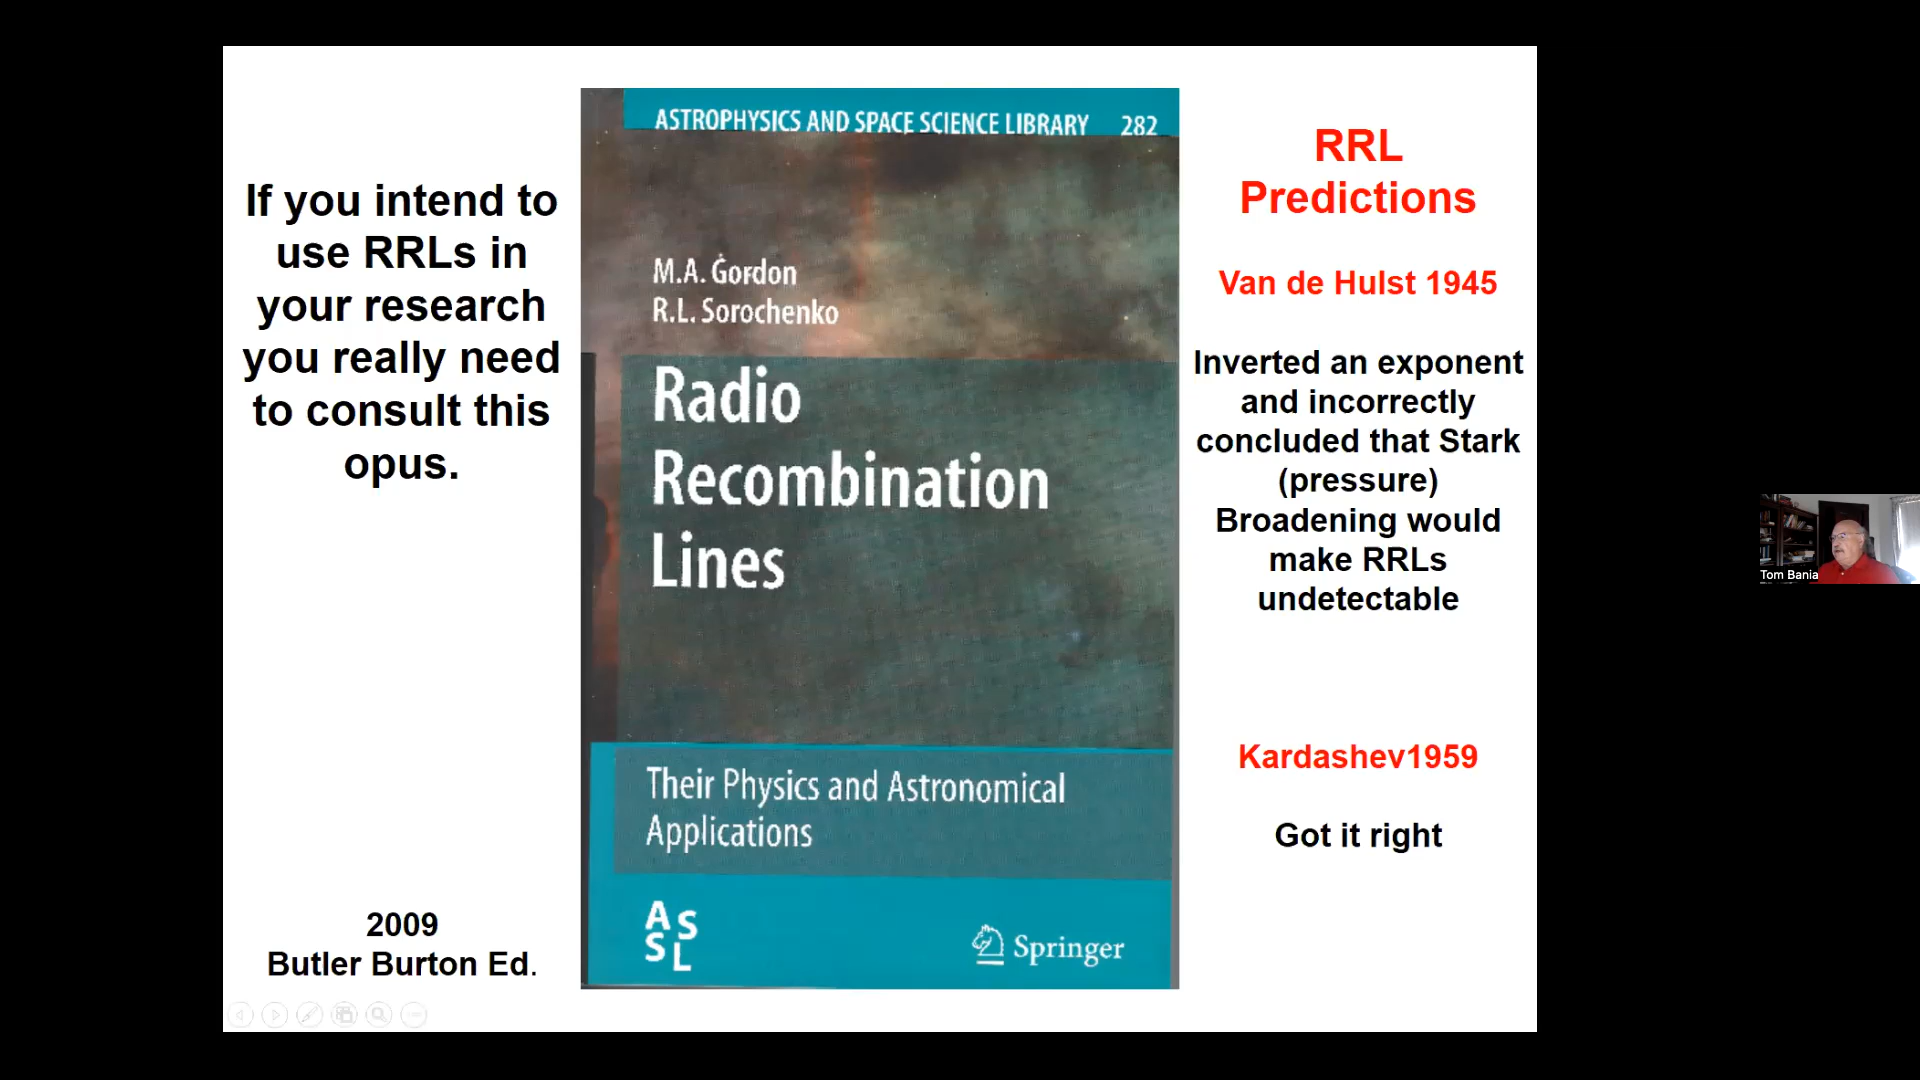 If you intend to
use RRLs in
your research
you really need
to consult this
opus.
2009
Butler Burton Ed.
ASTROPHYSICS AND SPACE SCIENCE LIBRARY 282
M.A. Gordon
R.L. Sorochenko
Radio
Recombination
Lines
Their Physics and Astronomical
Applications
AS
SL
Springer
RRL
Predictions
Van de Hulst 1945
Inverted an exponent
and incorrectly
concluded that Stark
(pressure)
Broadening would
make RRLs
undetectable
Kardashev1959
Got it right
Tom Bania